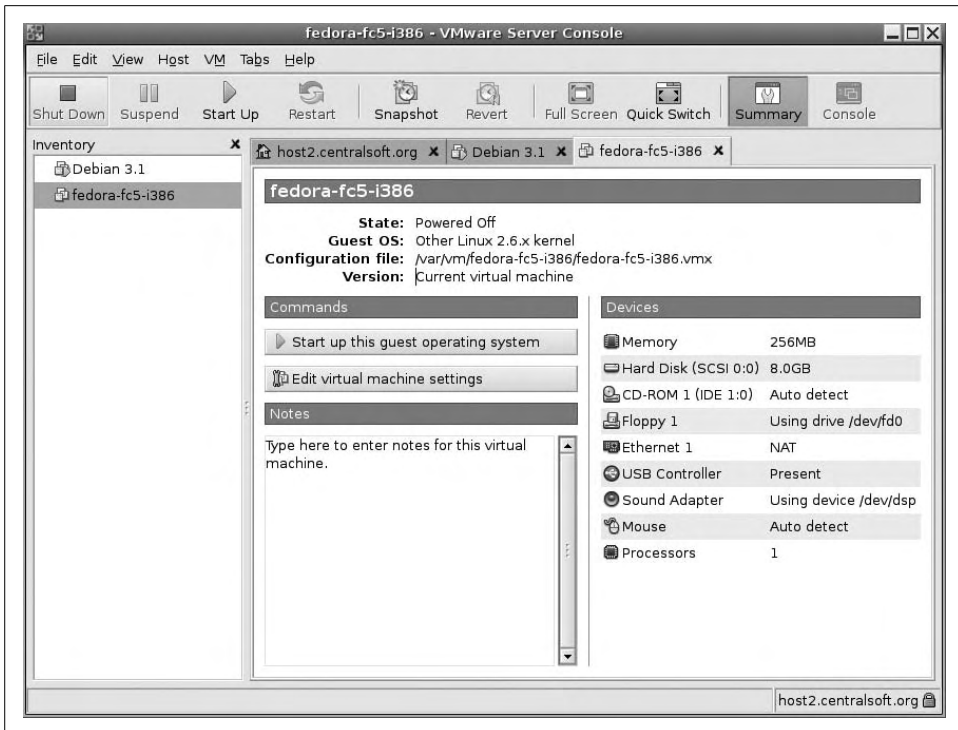 fedora-fc5-i386 - VMware Server Console
File Edit View Host VM Tabs Help
Shut Down Suspend Start Up Restart Snapshot Revert Full Screen Quick Switch Summary Console
Inventory
Debian 3.1
fedora-fc5-i386
host2.centralsoft.org Debian 3.1 fedora-fc5-i386
fedora-fc5-i386
State: Powered Off
Guest OS: Other Linux 2.6.x kernel
Configuration file: /var/vm/fedora-fc5-i386/fedora-fc5-i386.vmx
Version: Current virtual machine
Commands
Start up this guest operating system
Edit virtual machine settings
Notes
Type here to enter notes for this virtual
machine.
Devices
Memory 256MB
Hard Disk (SCSI 0:0) 8.0GB
CD-ROM 1 (IDE 1:0) Auto detect
Floppy 1 Using drive /dev/fd0
Ethernet 1 NAT
USB Controller Present
Sound Adapter Using device /dev/dsp
Mouse Auto detect
Processors 1
host2.centralsoft.org